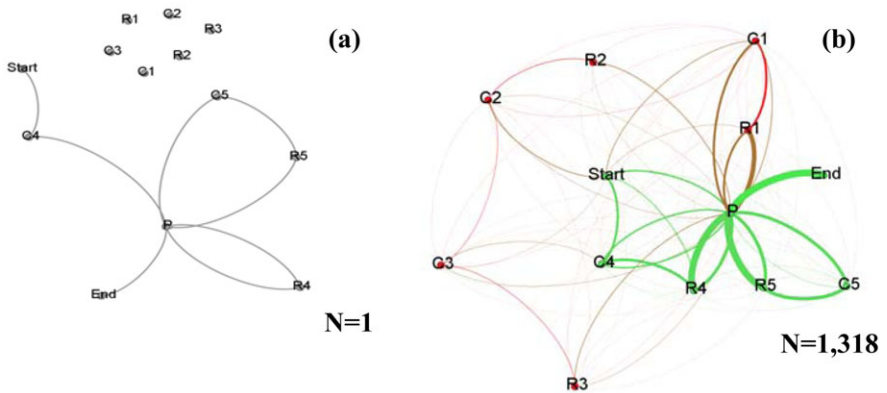 (a)
R1
C2
R3
C3
R2
C1
Start
C5
C4
R5
P
End
R4
N=1
(b)
C1
R2
C2
R1
Start
End
P
C3
C4
R4
R5
C5
R3
N=1,318